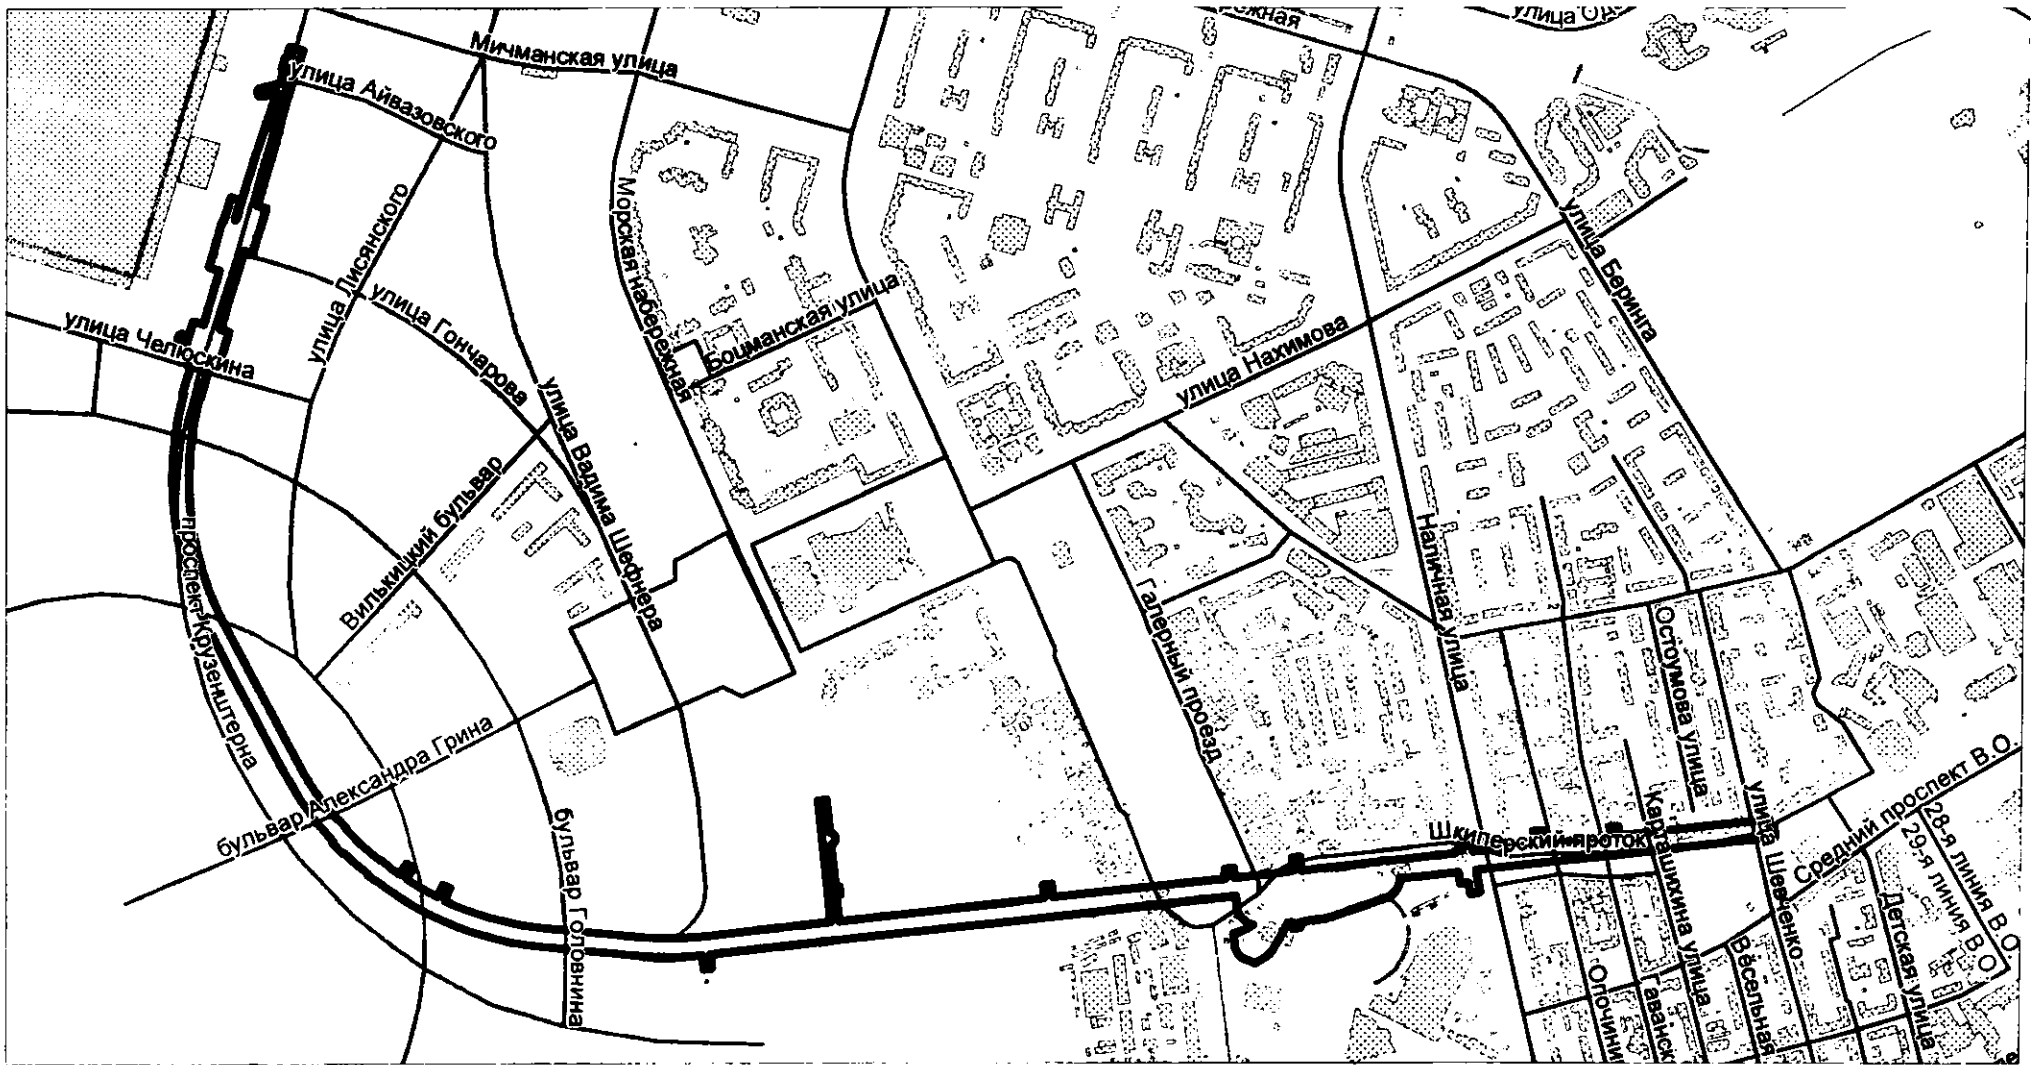 Мичманская улица
улица Айвазовского
улица Лисянского
Морская набережная
улица Гончарова
Боцманская улица
улица Челюскина
улица Вадима Шефнера
Вилькицкий бульвар
улица Нахимова
улица Беринга
Наличная улица
Галерный проезд
проспект Крузенштерна
бульвар Александра Грина
бульвар Головнина
Остоумова улица
Шкиперский проток
Карташихина улица
улица Шевченко
Средний проспект В.О.
28-я линия В.О.
29-я линия В.О.
Детская улица
Весельная
Гаванск
Опочини